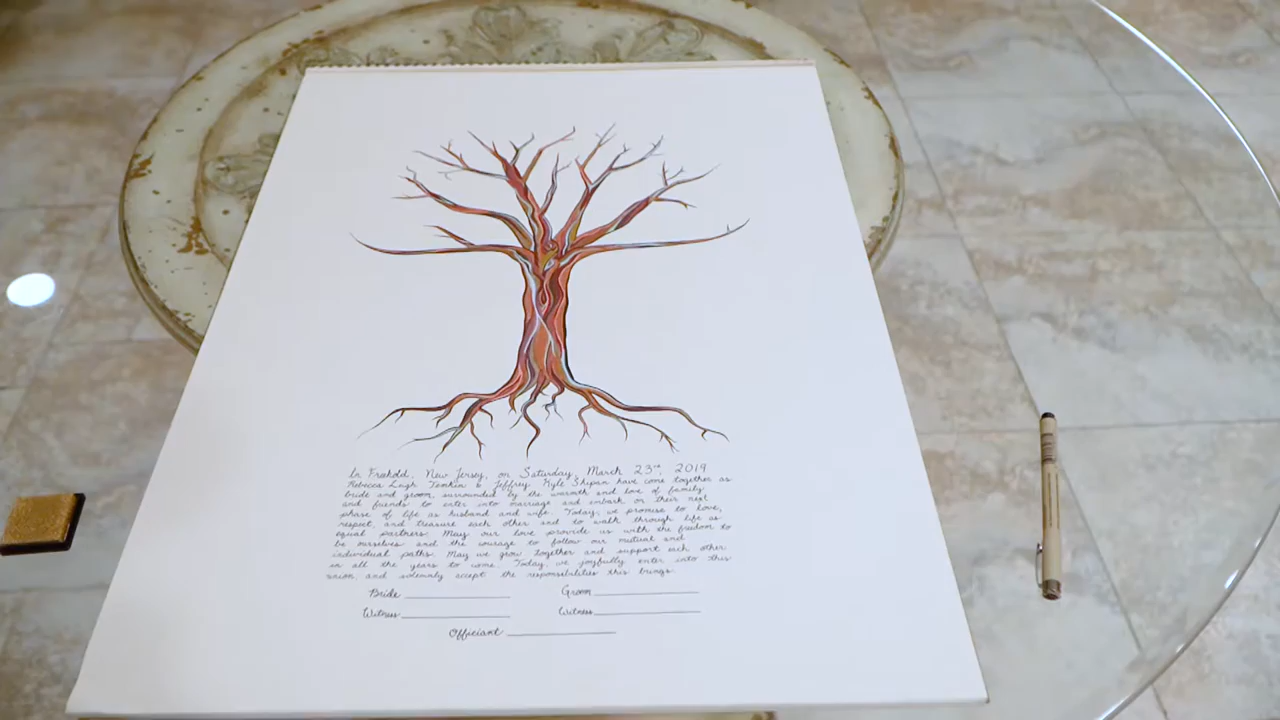 In Freehold, New Jersey, on Saturday, March 23rd, 2019
Rebecca Leigh Temkin & Jeffrey Kyle Shipan have come together as
bride and groom, surrounded by the warmth and love of family
and friends to enter into marriage and embark on their next
phase of life as husband and wife. Today, we promise to love,
respect, and treasure each other and to walk through life as
equal partners. May our love provide us with the freedom to
be ourselves and the courage to follow our mutual and
individual paths. May we grow together and support each other
in all the years to come. Today, we joyfully enter into this
union, and solemnly accept the responsibilities this brings.
Bride Groom
Witness Witness
Officiant